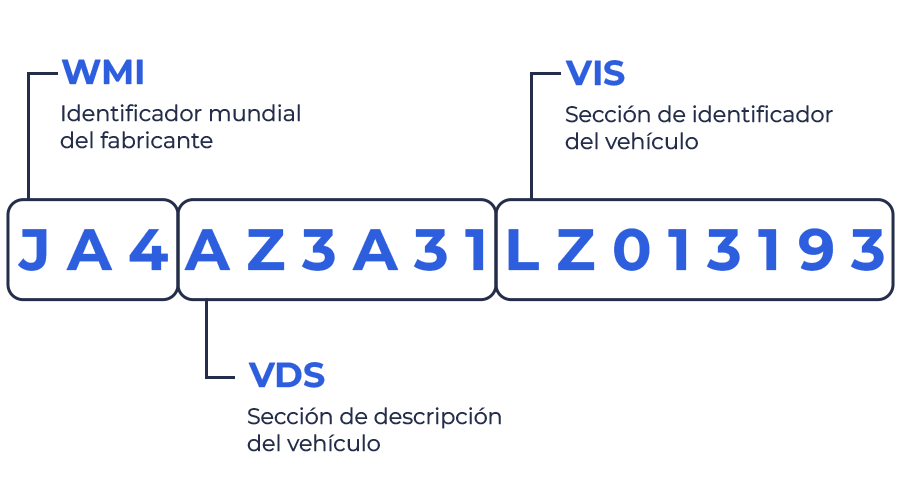 WMI
Identificador mundial
del fabricante
VIS
Sección de identificador
del vehículo
J A 4 A Z 3 A 3 1 L Z 0 1 3 1 9 3
VDS
Sección de descripción
del vehículo